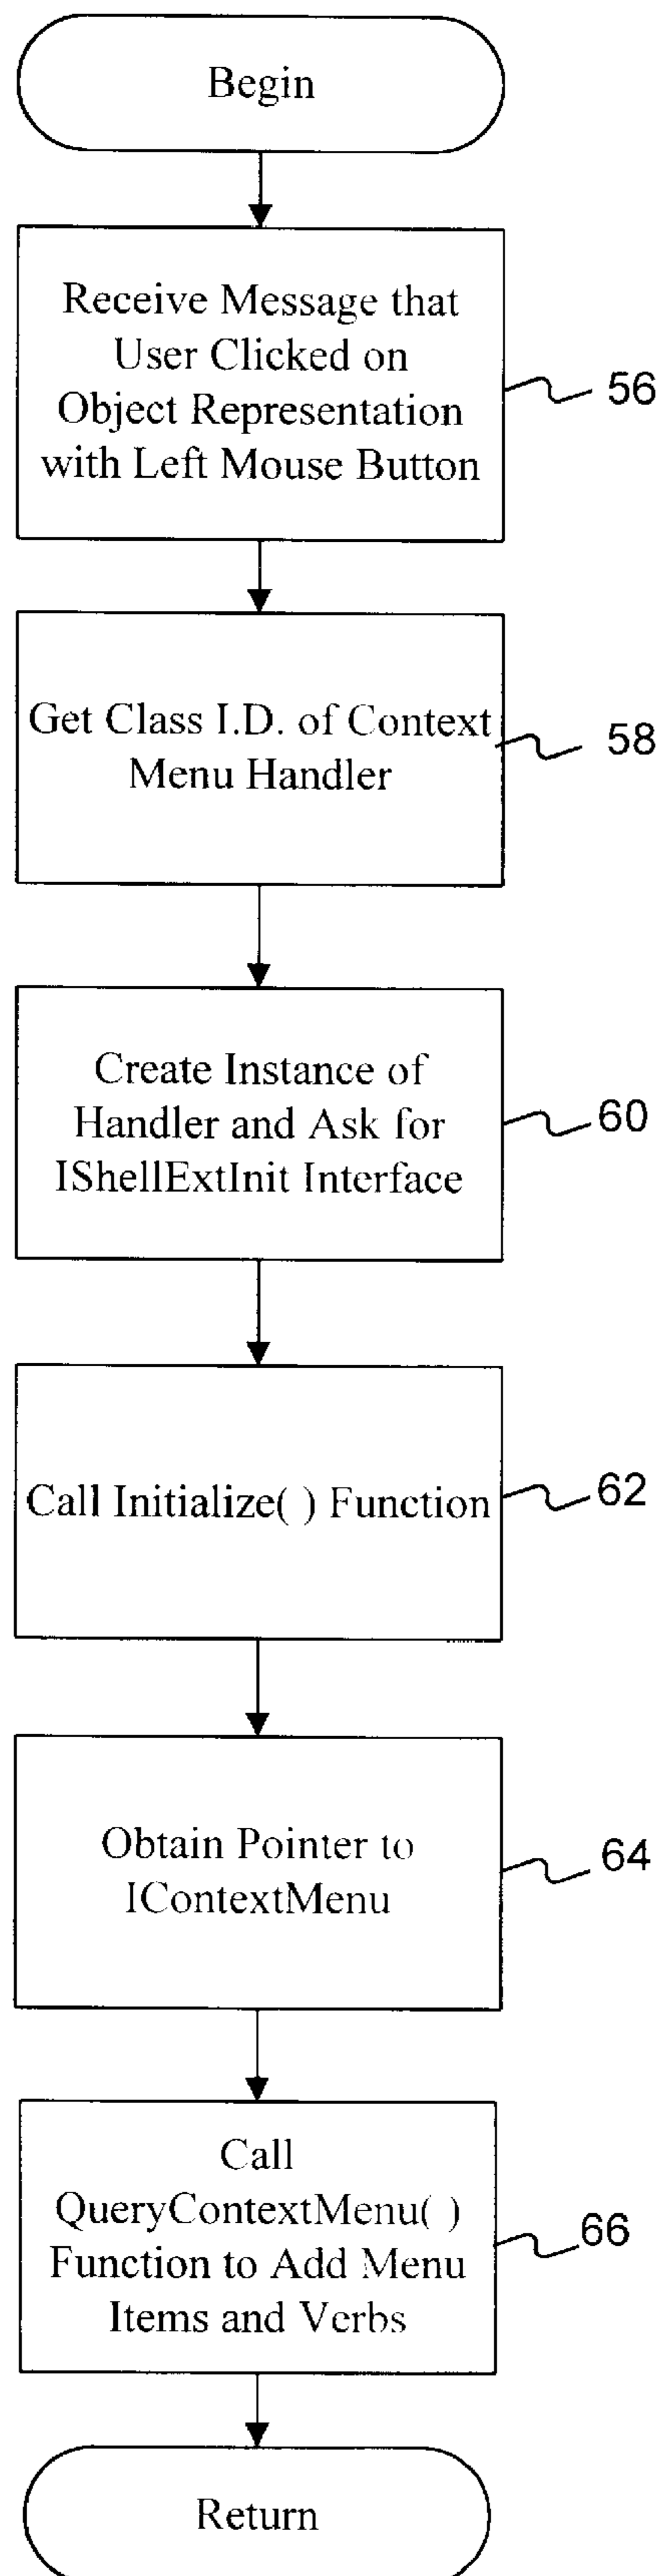 Begin
Receive Message that
User Clicked on
Object Representation
with Left Mouse Button
56
Get Class I.D. of Context
Menu Handler
58
Create Instance of
Handler and Ask for
IShellExtInit Interface
60
Call Initialize( ) Function
62
Obtain Pointer to
IContextMenu
64
Call
QueryContextMenu( )
Function to Add Menu
Items and Verbs
66
Return